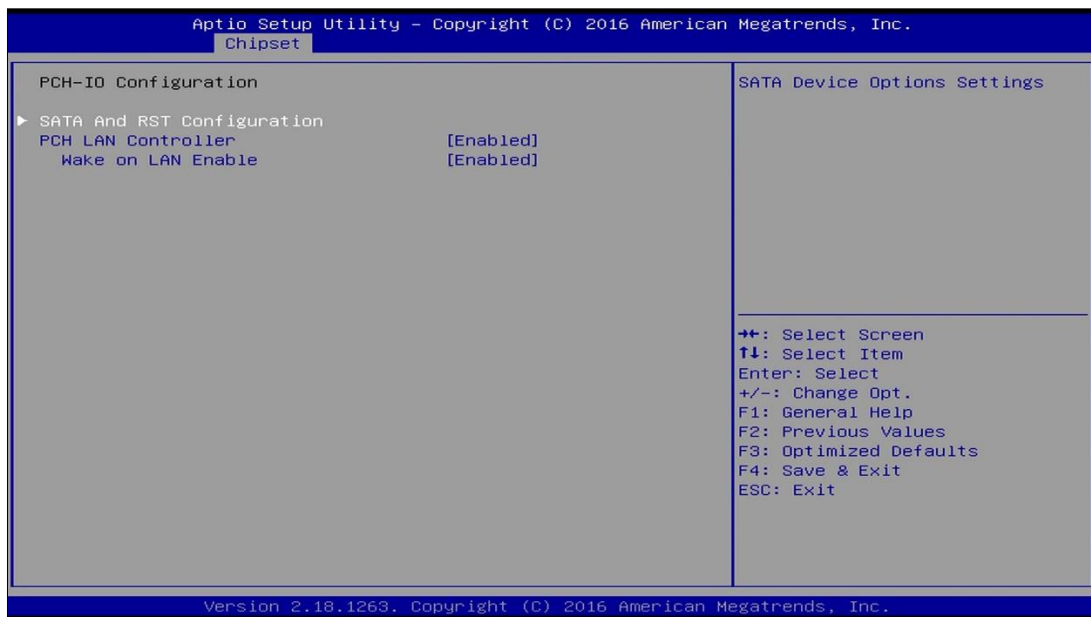 Aptio Setup Utility – Copyright (C) 2016 American Megatrends, Inc.
Chipset
PCH-IO Configuration
► SATA And RST Configuration
PCH LAN Controller [Enabled]
Wake on LAN Enable [Enabled]
SATA Device Options Settings
→←: Select Screen
↑↓: Select Item
Enter: Select
+/-: Change Opt.
F1: General Help
F2: Previous Values
F3: Optimized Defaults
F4: Save & Exit
ESC: Exit
Version 2.18.1263. Copyright (C) 2016 American Megatrends, Inc.